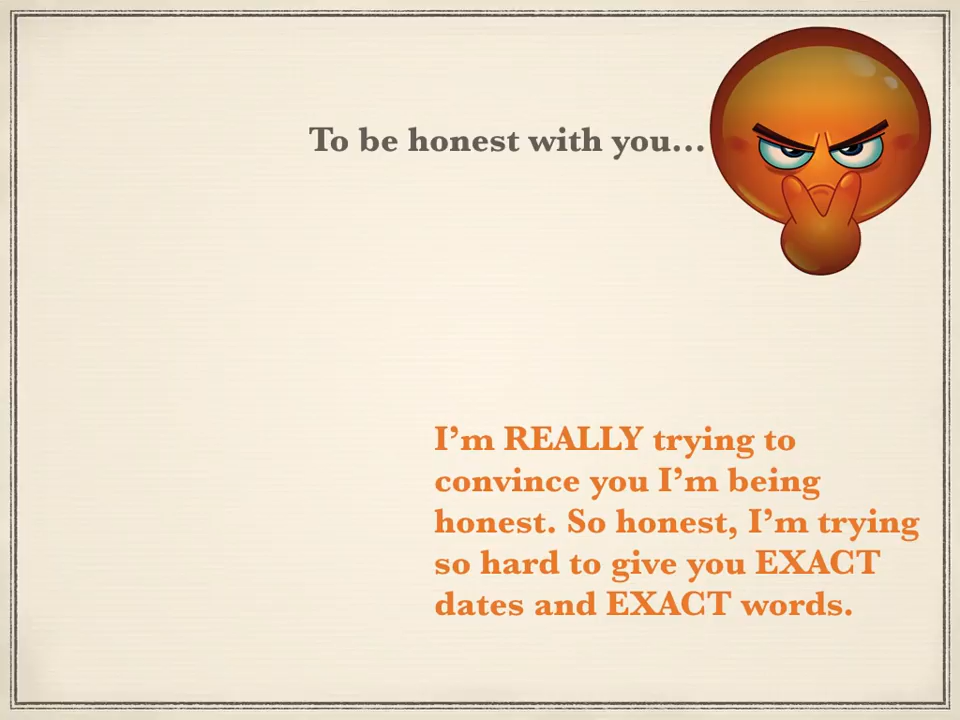 To be honest with you...
I'm REALLY trying to
convince you I'm being
honest. So honest, I'm trying
so hard to give you EXACT
dates and EXACT words.